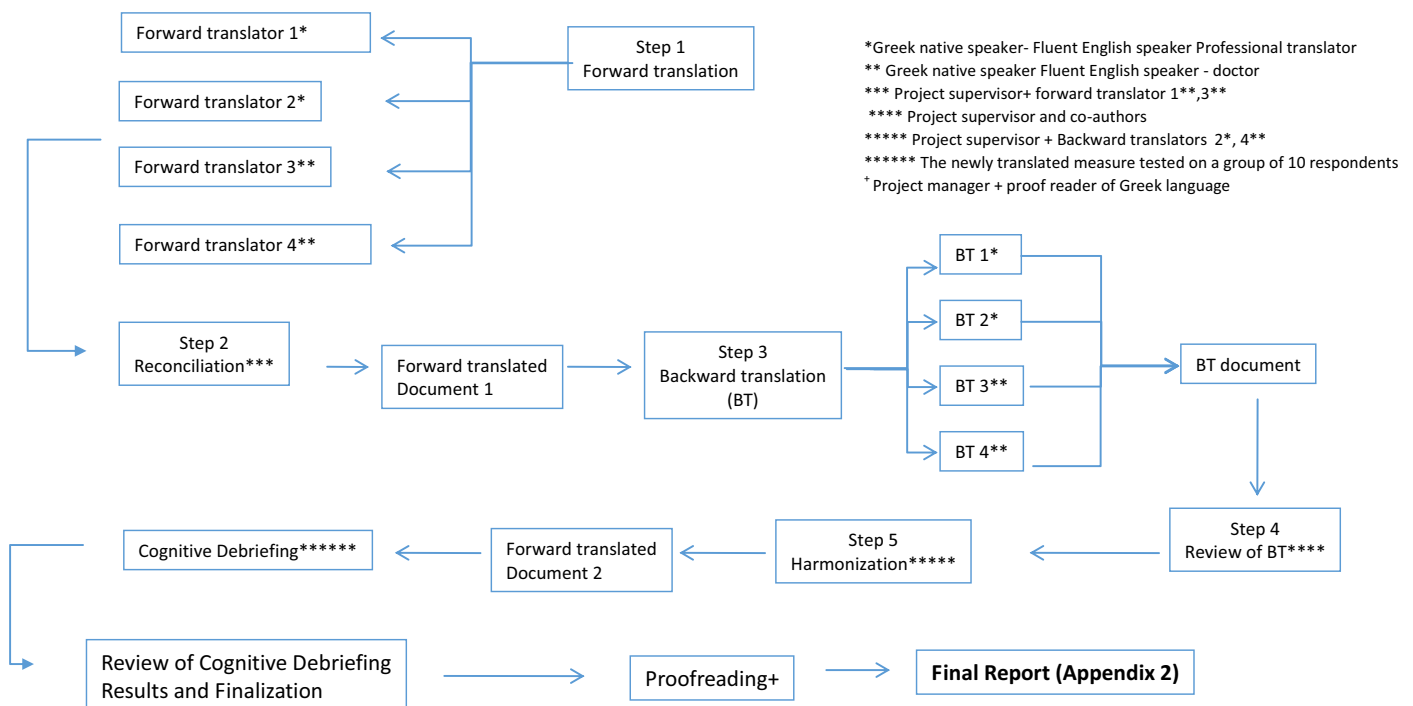 Forward translator 1*
Forward translator 2*
Forward translator 3**
Forward translator 4**
Step 1
Forward translation
*Greek native speaker- Fluent English speaker Professional translator
** Greek native speaker Fluent English speaker - doctor
*** Project supervisor+ forward translator 1**,3**
**** Project supervisor and co-authors
***** Project supervisor + Backward translators 2*, 4**
****** The newly translated measure tested on a group of 10 respondents
+ Project manager + proof reader of Greek language
Step 2
Reconciliation***
Forward translated
Document 1
Step 3
Backward translation
(BT)
BT 1*
BT 2*
BT 3**
BT 4**
BT document
Step 4
Review of BT****
Step 5
Harmonization*****
Forward translated
Document 2
Cognitive Debriefing******
Review of Cognitive Debriefing
Results and Finalization
Proofreading+
Final Report (Appendix 2)